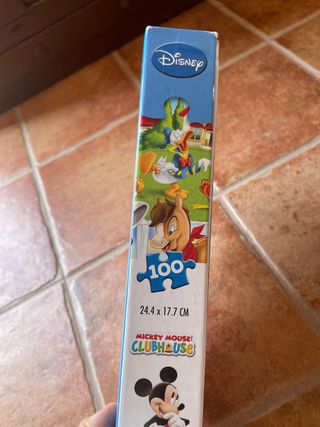 Disney
100
24.4 x 17.7 CM
MICKEY MOUSE
CLUBHOUSE